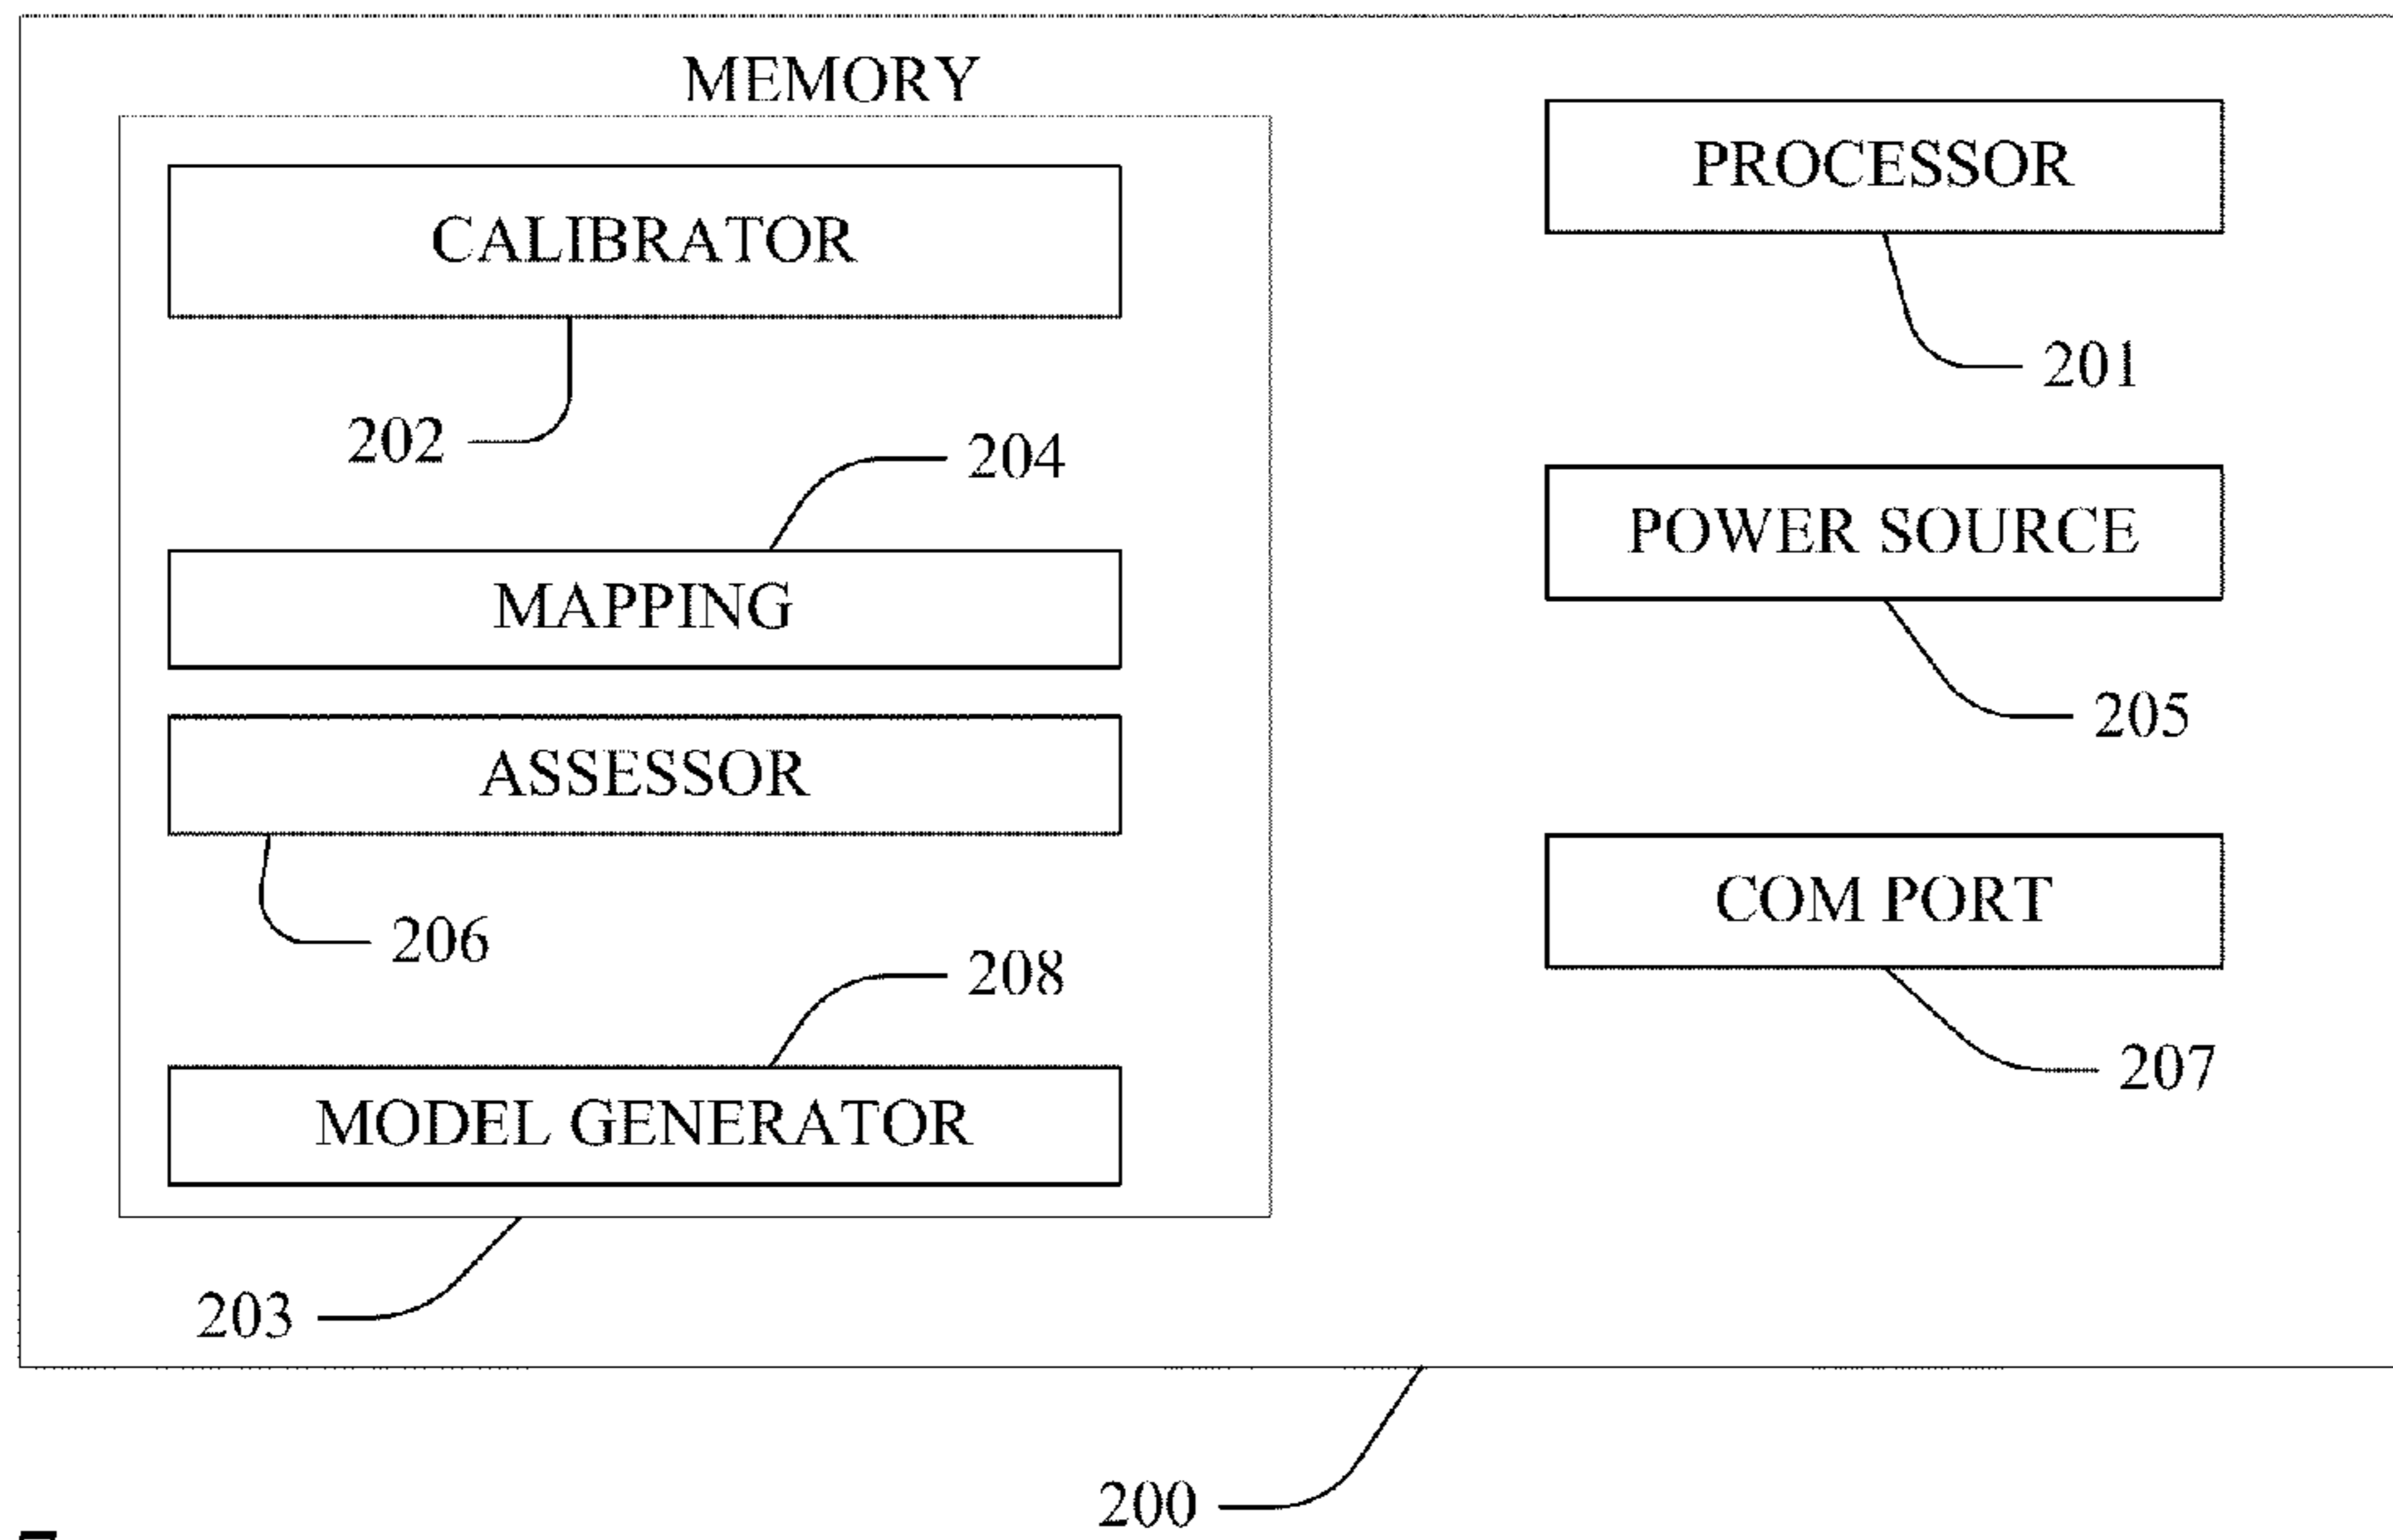 MEMORY
CALIBRATOR
202
204
MAPPING
ASSESSOR
206
208
MODEL GENERATOR
203
PROCESSOR
201
POWER SOURCE
205
COM PORT
207
200